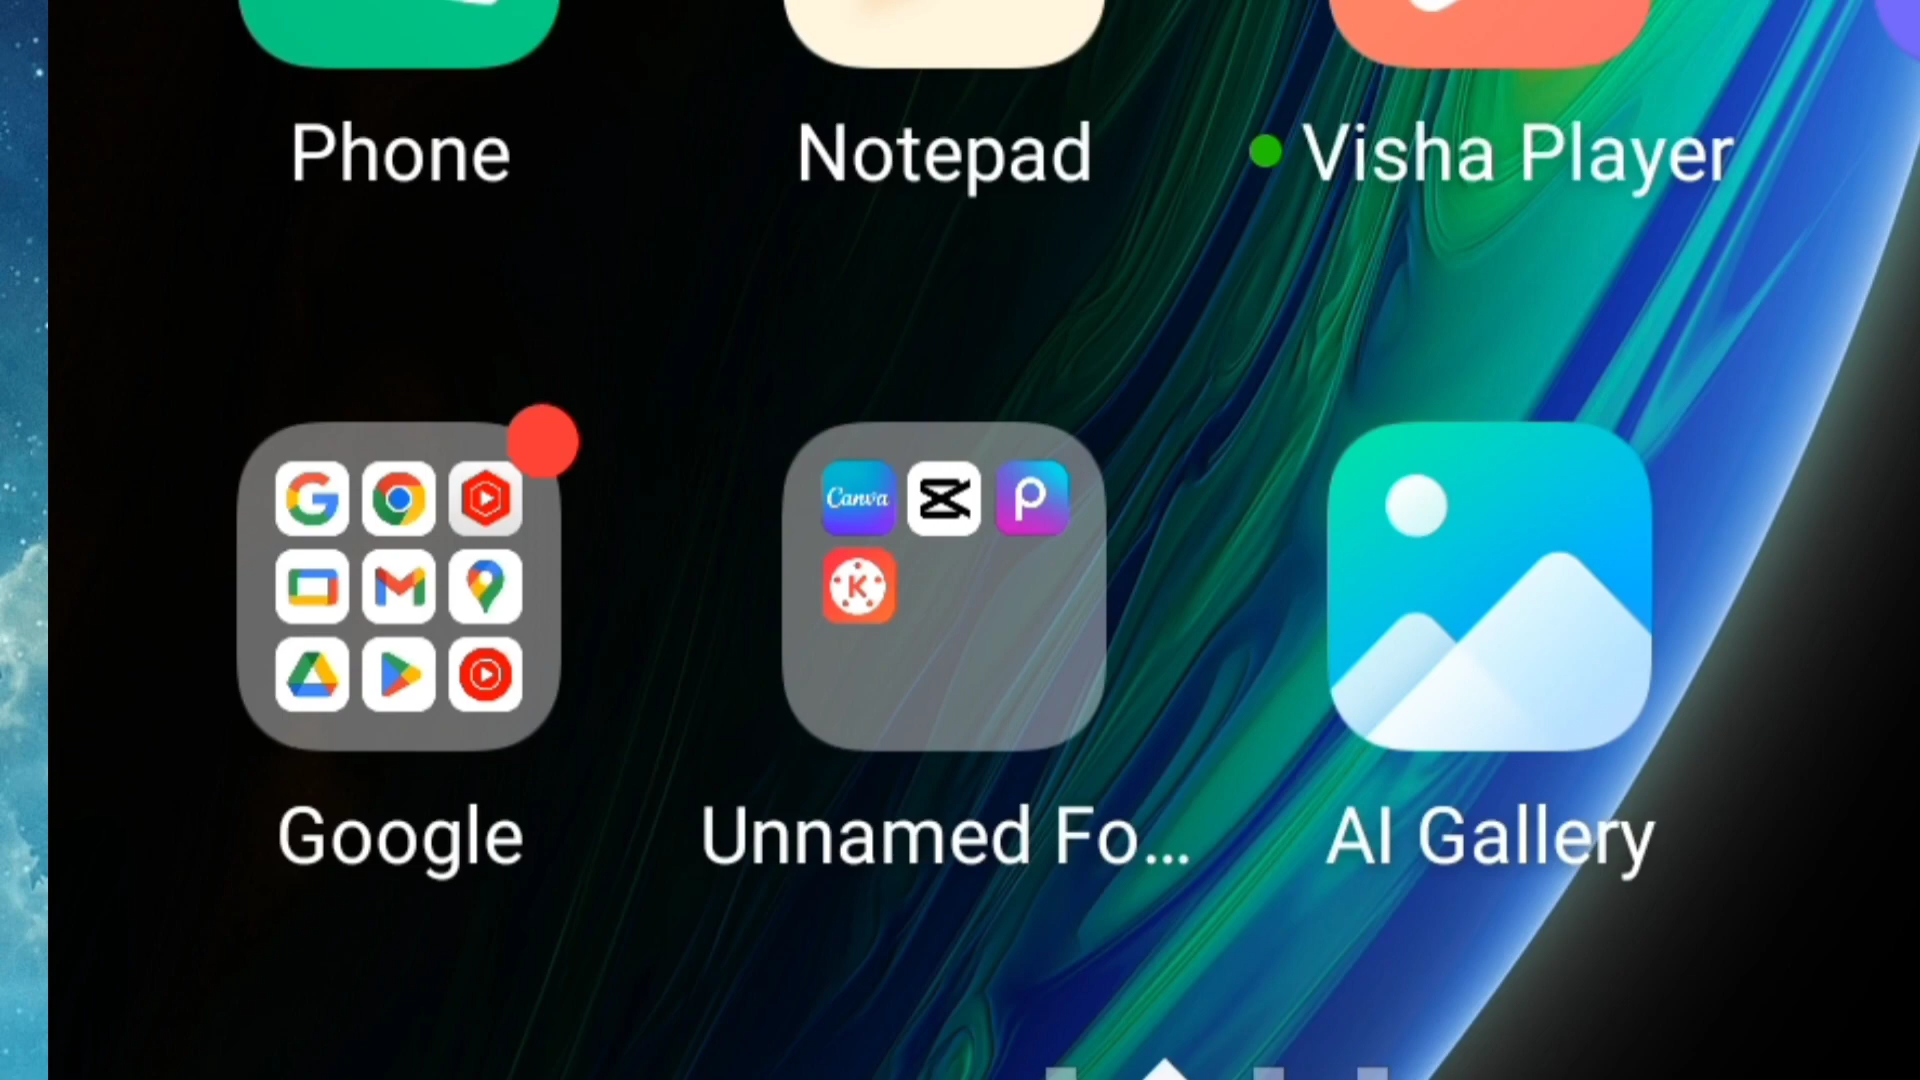 Phone
Notepad
Visha Player
Canva
Google
Unnamed Fo...
AI Gallery